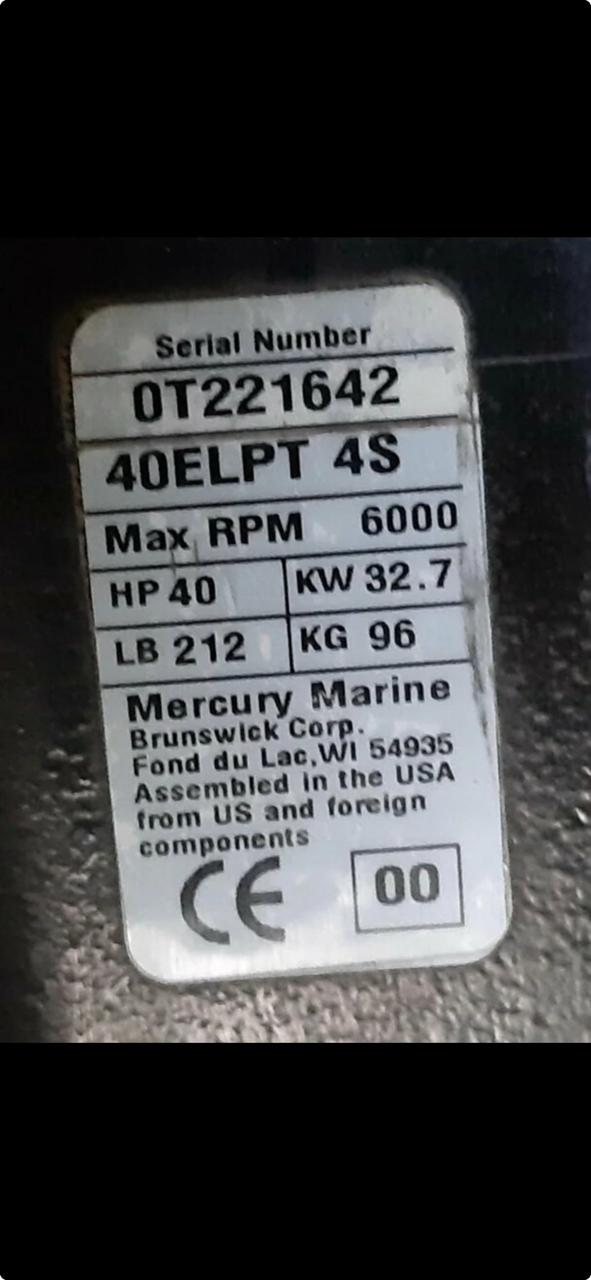 Serial Number
0T221642
40ELPT 4S
Max RPM 6000
HP 40 KW 32.7
LB 212 KG 96
Mercury Marine
Brunswick Corp.
Fond du Lac, WI 54935
Assembled in the USA
from US and foreign
components
CE 00